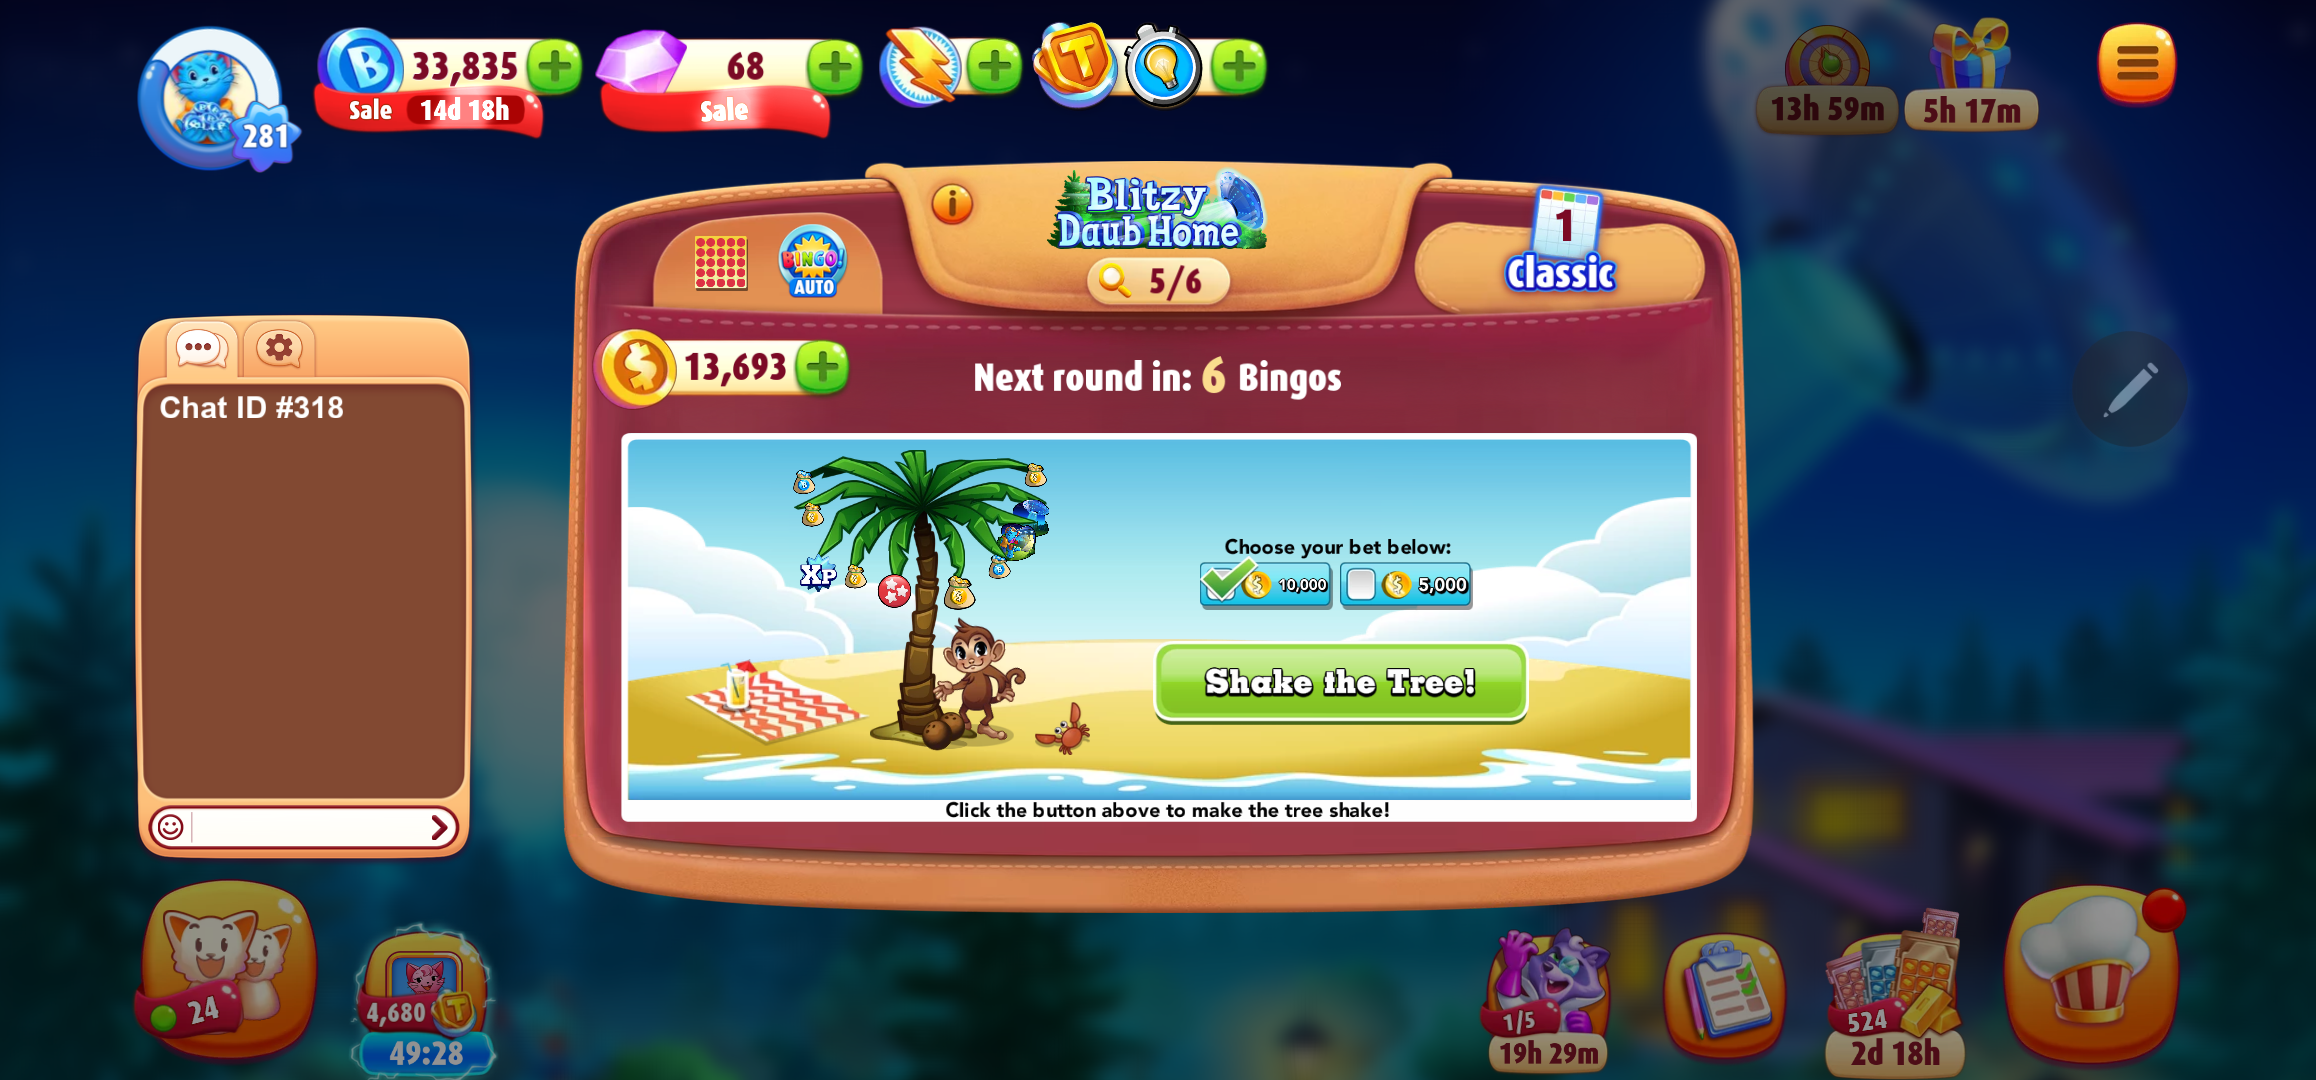 281
33,835
Sale 14d 18h
68
Sale
T
13h 59m
5h 17m
B
BINGO!
AUTO
i
Blitzy
Daub Home
5/6
1
Classic
13,693
Next round in: 6 Bingos
Chat ID #318
XP
Choose your bet below:
10,000
5,000
Shake the Tree!
Click the button above to make the tree shake!
24
4,680 T
49:28
1/5
19h 29m
524
2d 18h